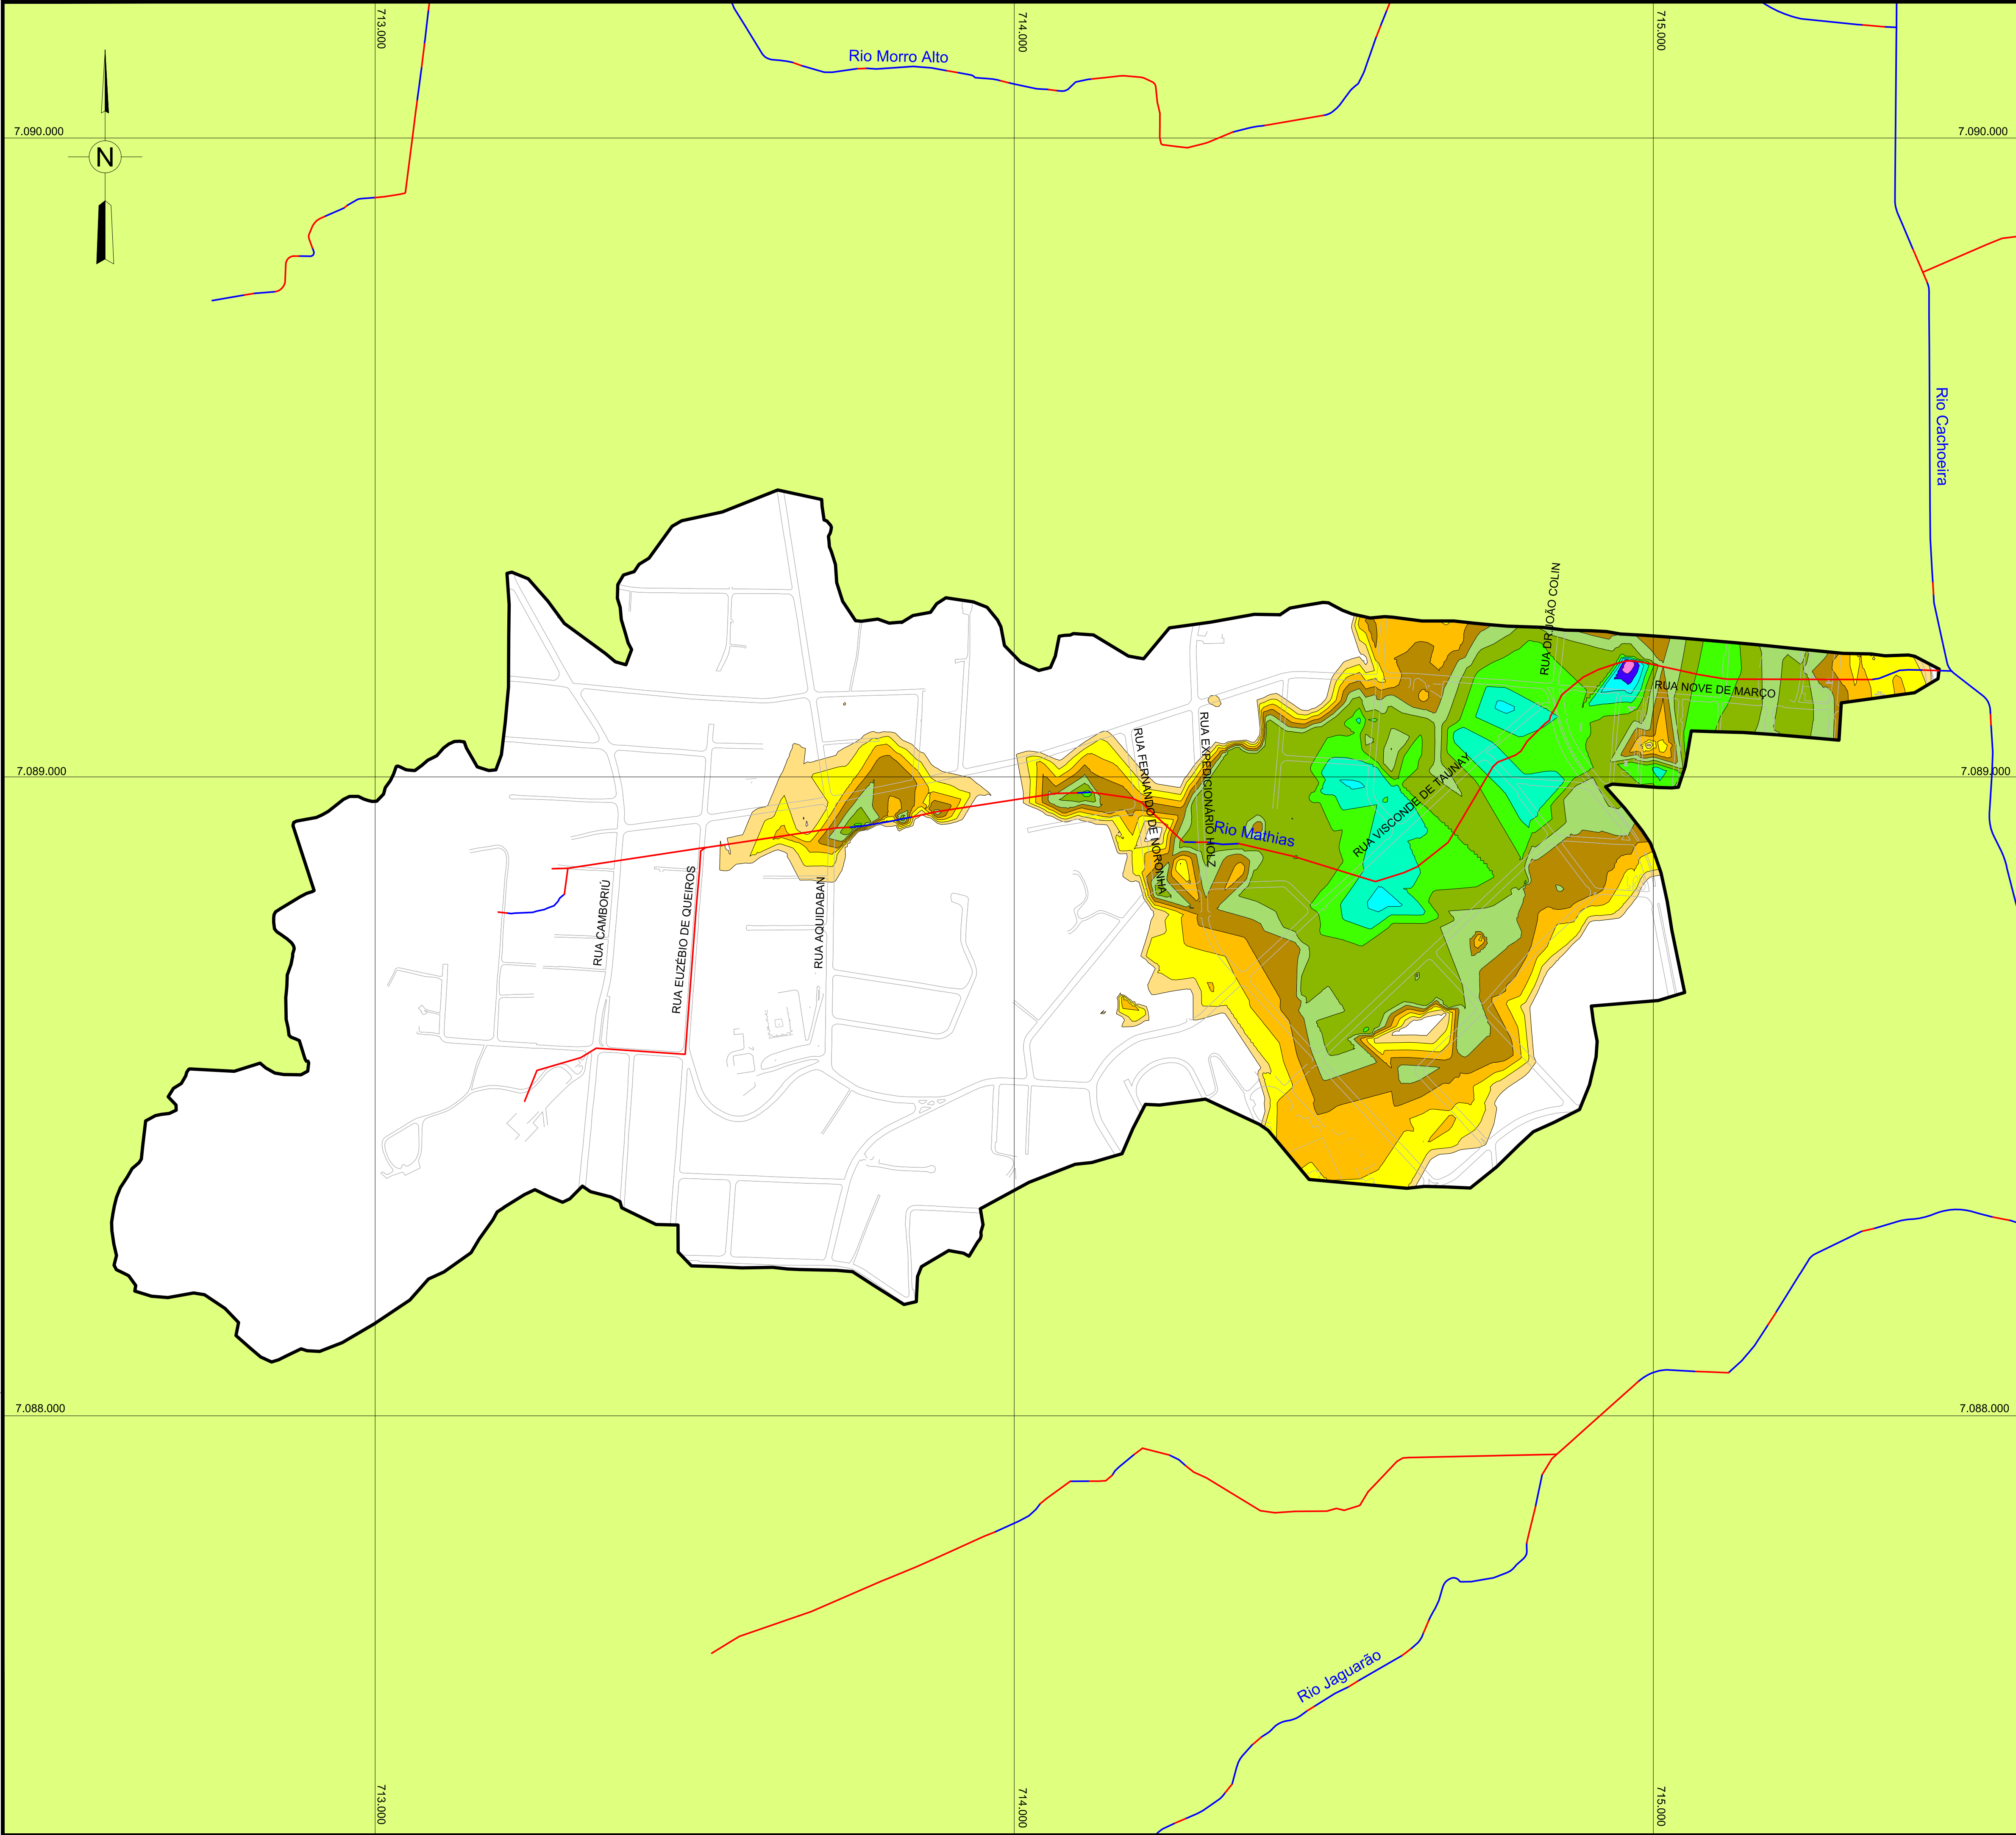 713.000
714.000
715.000
Rio Morro Alto
7.090.000
7.090.000
N
Rio Cachoeira
RUA DR.JOÃO COLIN
RUA NOVE DE MARÇO
RUA EXPEDICIONÁRIO HOLZ
RUA FERNANDO DE NORONHA
RUA VISCONDE DE TAUNAY
7.089.000
7.089.000
Rio Mathias
RUA CAMBORIÚ
RUA EUZÉBIO DE QUEIROS
RUA AQUIDABAN
7.088.000
7.088.000
Rio Jaguarão
713.000
714.000
715.000